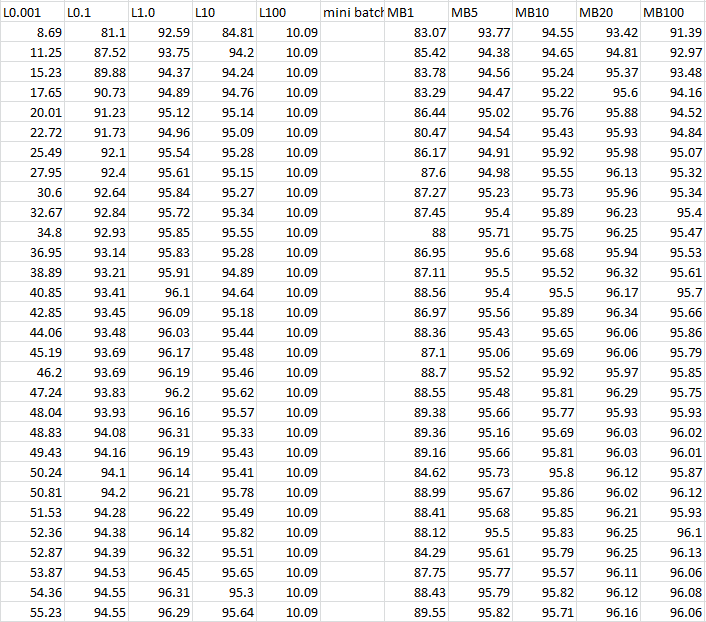 L0.001 L0.1 L1.0 L10 L100 mini batch MB1 MB5 MB10 MB20 MB100
8.69 81.1 92.59 84.81 10.09 83.07 93.77 94.55 93.42 91.39
11.25 87.52 93.75 94.2 10.09 85.42 94.38 94.65 94.81 92.97
15.23 89.88 94.37 94.24 10.09 83.78 94.56 95.24 95.37 93.48
17.65 90.73 94.89 94.76 10.09 83.29 94.47 95.22 95.6 94.16
20.01 91.23 95.12 95.14 10.09 86.44 95.02 95.76 95.88 94.52
22.72 91.73 94.96 95.09 10.09 80.47 94.54 95.43 95.93 94.84
25.49 92.1 95.54 95.28 10.09 86.17 94.91 95.92 95.98 95.07
27.95 92.4 95.61 95.15 10.09 87.6 94.98 95.55 96.13 95.32
30.6 92.64 95.84 95.27 10.09 87.27 95.23 95.73 95.96 95.34
32.67 92.84 95.72 95.34 10.09 87.45 95.4 95.89 96.23 95.4
34.8 92.93 95.85 95.55 10.09 88 95.71 95.75 96.25 95.47
36.95 93.14 95.83 95.28 10.09 86.95 95.6 95.68 95.94 95.53
38.89 93.21 95.91 94.89 10.09 87.11 95.5 95.52 96.32 95.61
40.85 93.41 96.1 94.64 10.09 88.56 95.4 95.5 96.17 95.7
42.85 93.45 96.09 95.18 10.09 86.97 95.56 95.89 96.34 95.66
44.06 93.48 96.03 95.44 10.09 88.36 95.43 95.65 96.06 95.86
45.19 93.69 96.17 95.48 10.09 87.1 95.06 95.69 96.06 95.79
46.2 93.69 96.19 95.46 10.09 88.7 95.52 95.92 95.97 95.85
47.24 93.83 96.2 95.62 10.09 88.55 95.48 95.81 96.29 95.75
48.04 93.93 96.16 95.57 10.09 89.38 95.66 95.77 95.93 95.93
48.83 94.08 96.31 95.33 10.09 89.36 95.16 95.69 96.03 96.02
49.43 94.16 96.19 95.43 10.09 89.16 95.66 95.81 96.03 96.01
50.24 94.1 96.14 95.41 10.09 84.62 95.73 95.8 96.12 95.87
50.81 94.2 96.21 95.78 10.09 88.99 95.67 95.86 96.02 96.12
51.53 94.28 96.22 95.49 10.09 88.41 95.68 95.85 96.21 95.93
52.36 94.38 96.14 95.82 10.09 88.12 95.5 95.83 96.25 96.1
52.87 94.39 96.32 95.51 10.09 84.29 95.61 95.79 96.25 96.13
53.87 94.53 96.45 95.65 10.09 87.75 95.77 95.57 96.11 96.06
54.36 94.55 96.31 95.3 10.09 88.43 95.79 95.82 96.12 96.08
55.23 94.55 96.29 95.64 10.09 89.55 95.82 95.71 96.16 96.06